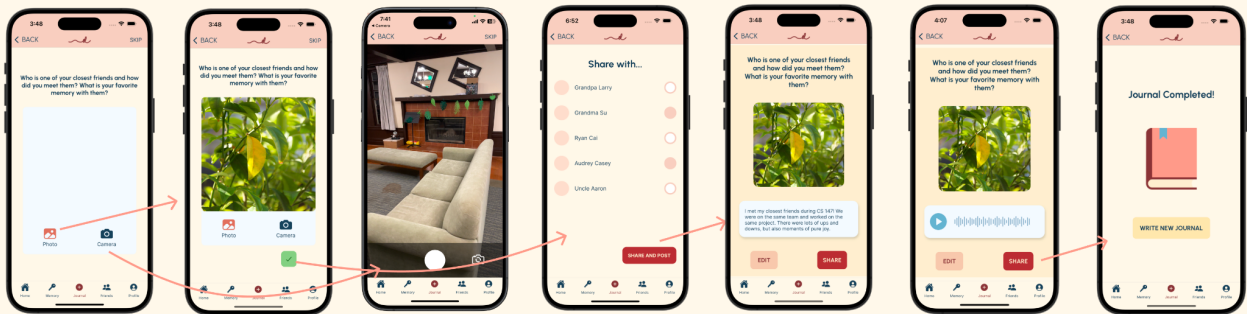 3:48
BACK
SKIP
Who is one of your closest friends and how
did you meet them? What is your favorite
memory with them?
Photo
Camera
Home
Memory
Journal
Friends
Profile
3:48
BACK
SKIP
Who is one of your closest friends and how
did you meet them? What is your favorite
memory with them?
Photo
Camera
Home
Memory
Journal
Friends
Profile
7:41
Camera
BACK
SKIP
Home
Memory
Journal
Friends
Profile
6:52
BACK
Share with...
Grandpa Larry
Grandma Su
Ryan Cai
Audrey Casey
Uncle Aaron
SHARE AND POST
Home
Memory
Journal
Friends
Profile
3:48
BACK
Who is one of your closest friends
and how did you meet them?
What is your favorite memory with
them?
I met my closest friends during CS 147! We
were on the same team and worked on the
same project. There were lots of ups and
downs, but also moments of pure joy.
EDIT
SHARE
Home
Memory
Journal
Friends
Profile
4:07
BACK
Who is one of your closest friends
and how did you meet them?
What is your favorite memory with
them?
EDIT
SHARE
Home
Memory
Journal
Friends
Profile
3:48
BACK
Journal Completed!
WRITE NEW JOURNAL
Home
Memory
Journal
Friends
Profile